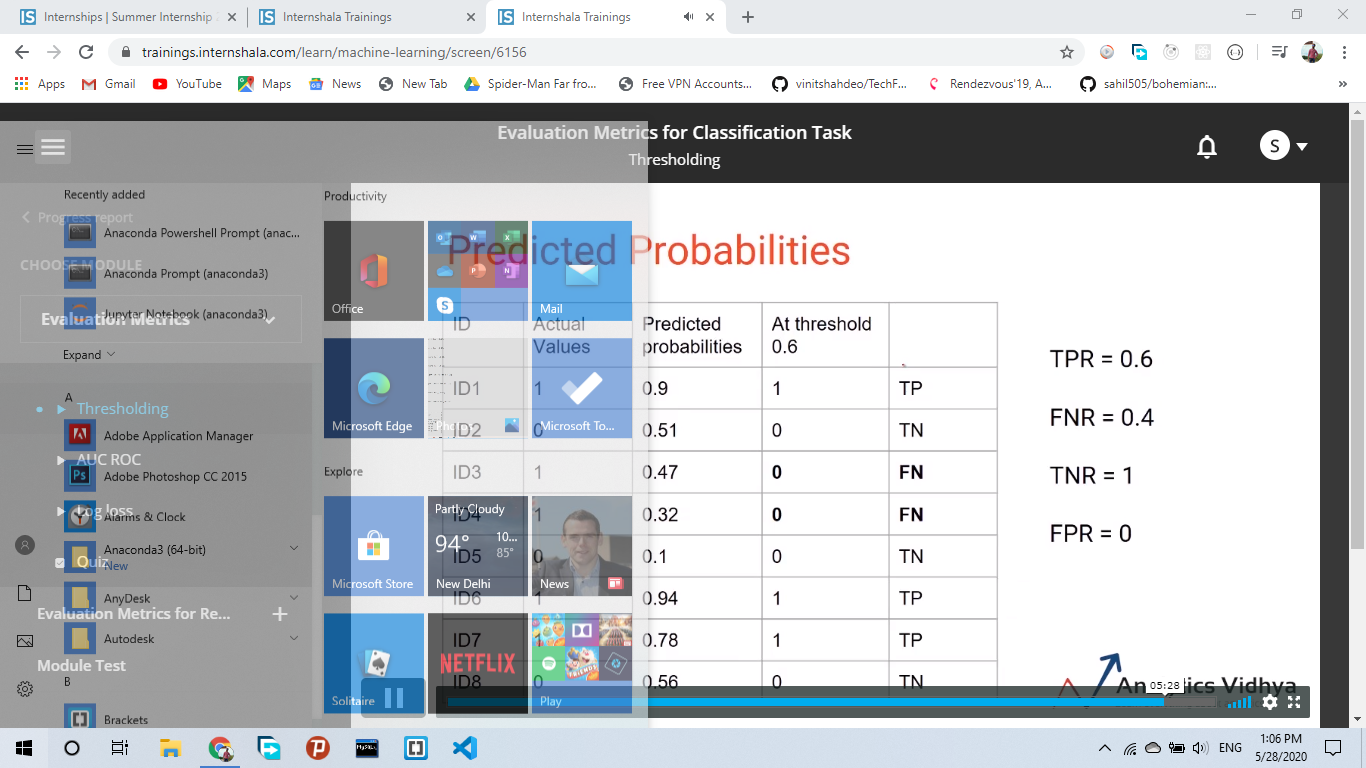 Internships | Summer Internship
Internshala Trainings
Internshala Trainings
trainings.internshala.com/learn/machine-learning/screen/6156
Apps
Gmail
YouTube
Maps
News
New Tab
Spider-Man Far fro...
Free VPN Accounts...
vinitshahdeo/TechF...
Rendezvous'19, A...
sahil505/bohemian:...
»
Evaluation Metrics for Classification Task
Thresholding
S
Recently added
Progress report
Anaconda Powershell Prompt (anac...
CHOOSE MODULE
Anaconda Prompt (anaconda3)
Jupyter Notebook (anaconda3)
Evaluation Metrics
Expand
A
Thresholding
Adobe Application Manager
AUC ROC
Adobe Photoshop CC 2015
Log loss
Alarms & Clock
Anaconda3 (64-bit)
New
Quiz
AnyDesk
Evaluation Metrics for Re...
Autodesk
Module Test
B
Brackets
Productivity
Office
Mail
Microsoft Edge
Photos
Microsoft To...
Explore
Microsoft Store
Partly Cloudy
94° 10...
85°
New Delhi
News
Solitaire
NETFLIX
Play
Predicted Probabilities
ID Actual Values Predicted probabilities At threshold 0.6
ID1 1 0.9 1 TP
ID2 0 0.51 0 TN
ID3 1 0.47 0 FN
ID4 1 0.32 0 FN
ID5 0 0.1 0 TN
ID6 1 0.94 1 TP
ID7 0.78 1 TP
ID8 0 0.56 0 TN
TPR = 0.6
FNR = 0.4
TNR = 1
FPR = 0
Vidhya
05:28
ENG
1:06 PM
5/28/2020